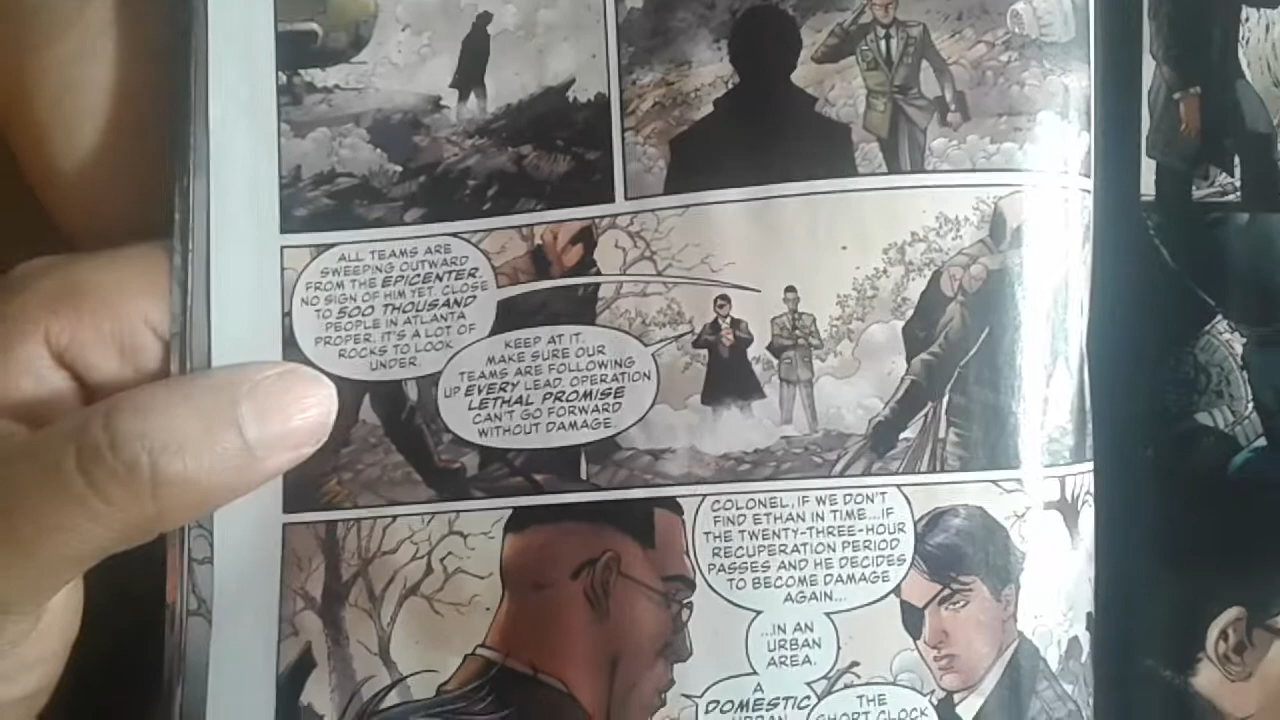 ALL TEAMS ARE
SWEEPING OUTWARD
FROM THE EPICENTER.
NO SIGN OF HIM YET. CLOSE
TO 500 THOUSAND
PEOPLE IN ATLANTA
PROPER. IT'S A LOT OF
ROCKS TO LOOK
UNDER.
KEEP AT IT.
MAKE SURE OUR
TEAMS ARE FOLLOWING
UP EVERY LEAD. OPERATION
LETHAL PROMISE
CAN'T GO FORWARD
WITHOUT DAMAGE.
COLONEL, IF WE DON'T
FIND ETHAN IN TIME...IF
THE TWENTY-THREE-HOUR
RECUPERATION PERIOD
PASSES AND HE DECIDES
TO BECOME DAMAGE
AGAIN...
...IN AN
URBAN
AREA.
A
DOMESTIC
URBAN
THE
SHORT CLOCK